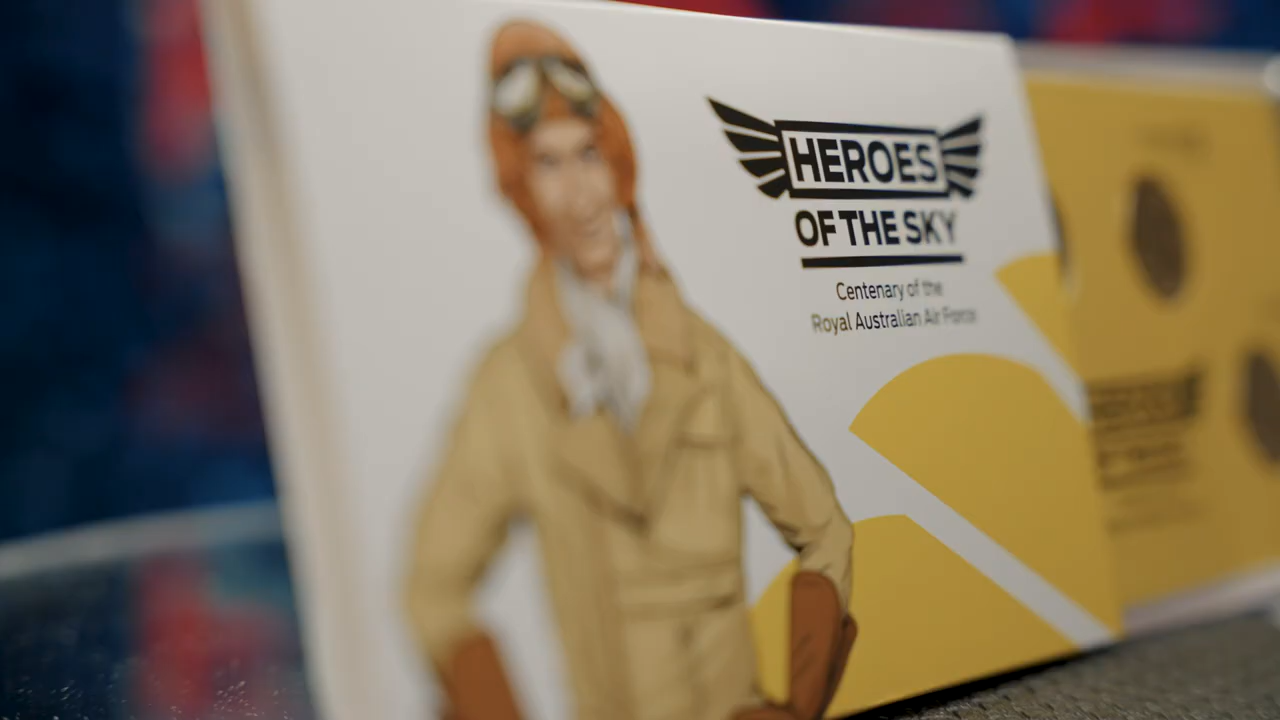 HEROES
OF THE SKY
Centenary of the
Royal Australian Air Force